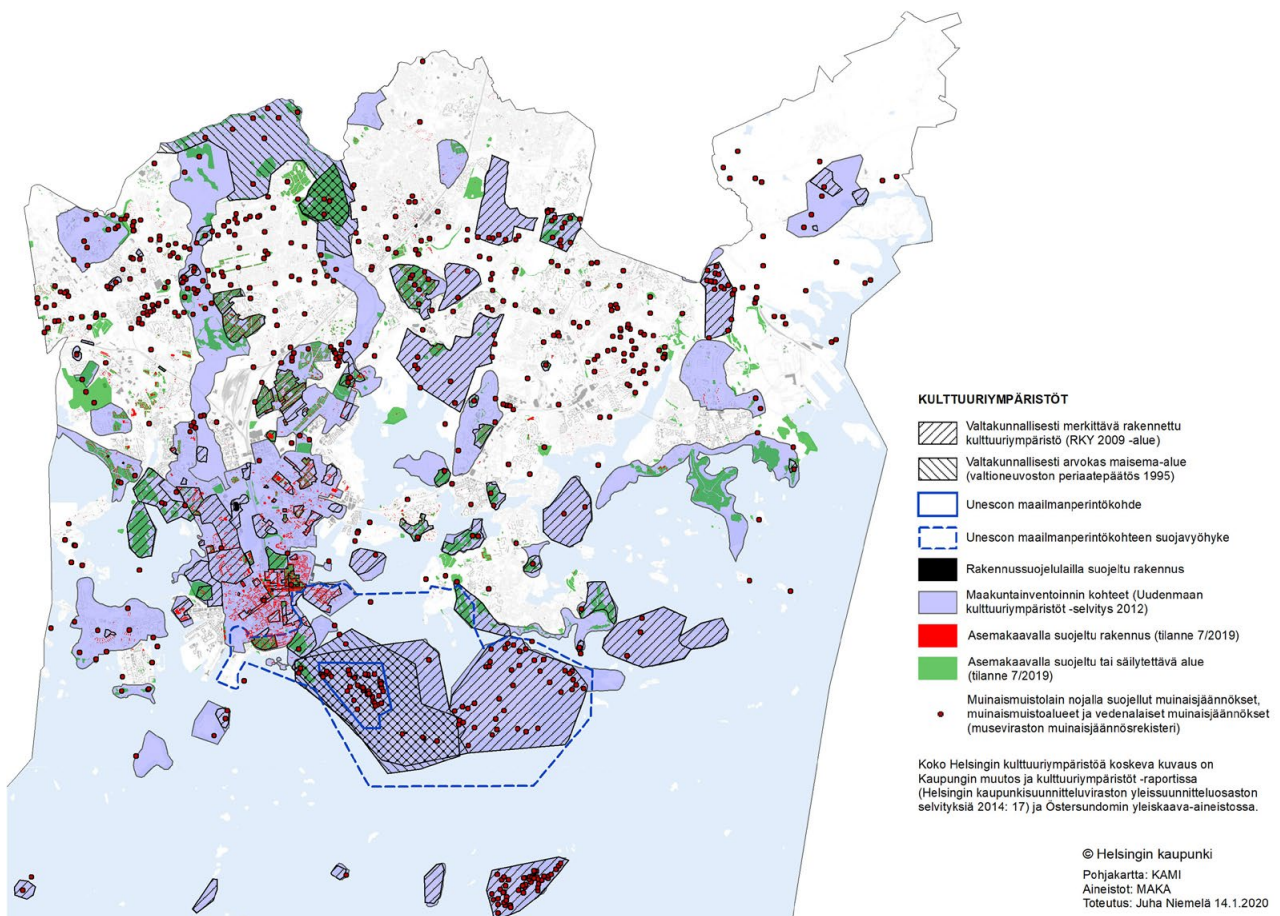 KULTTUURIYMPÄRISTÖT
Valtakunnallisesti merkittävä rakennettu
kulttuuriympäristö (RKY 2009 -alue)
Valtakunnallisesti arvokas maisema-alue
(valtioneuvoston periaatepäätös 1995)
Unescon maailmanperintökohde
Unescon maailmanperintökohteen suojavyöhyke
Rakennussuojelulailla suojeltu rakennus
Maakuntainventoinnin kohteet (Uudenmaan
kulttuuriympäristöt -selvitys 2012)
Asemakaavalla suojeltu rakennus (tilanne 7/2019)
Asemakaavalla suojeltu tai säilytettävä alue
(tilanne 7/2019)
Muinaismuistolain nojalla suojellut muinaisjäännökset,
muinaismuistoalueet ja vedenalaiset muinaisjäännökset
(museviraston muinaisjäännösrekisteri)
Koko Helsingin kulttuuriympäristöä koskeva kuvaus on
Kaupungin muutos ja kulttuuriympäristöt -raportissa
(Helsingin kaupunkisuunnitteluviraston yleissuunnitteluosaston
selvityksiä 2014: 17) ja Östersundomin yleiskaava-aineistossa.
© Helsingin kaupunki
Pohjakartta: KAMI
Aineistot: MAKA
Toteutus: Juha Niemelä 14.1.2020